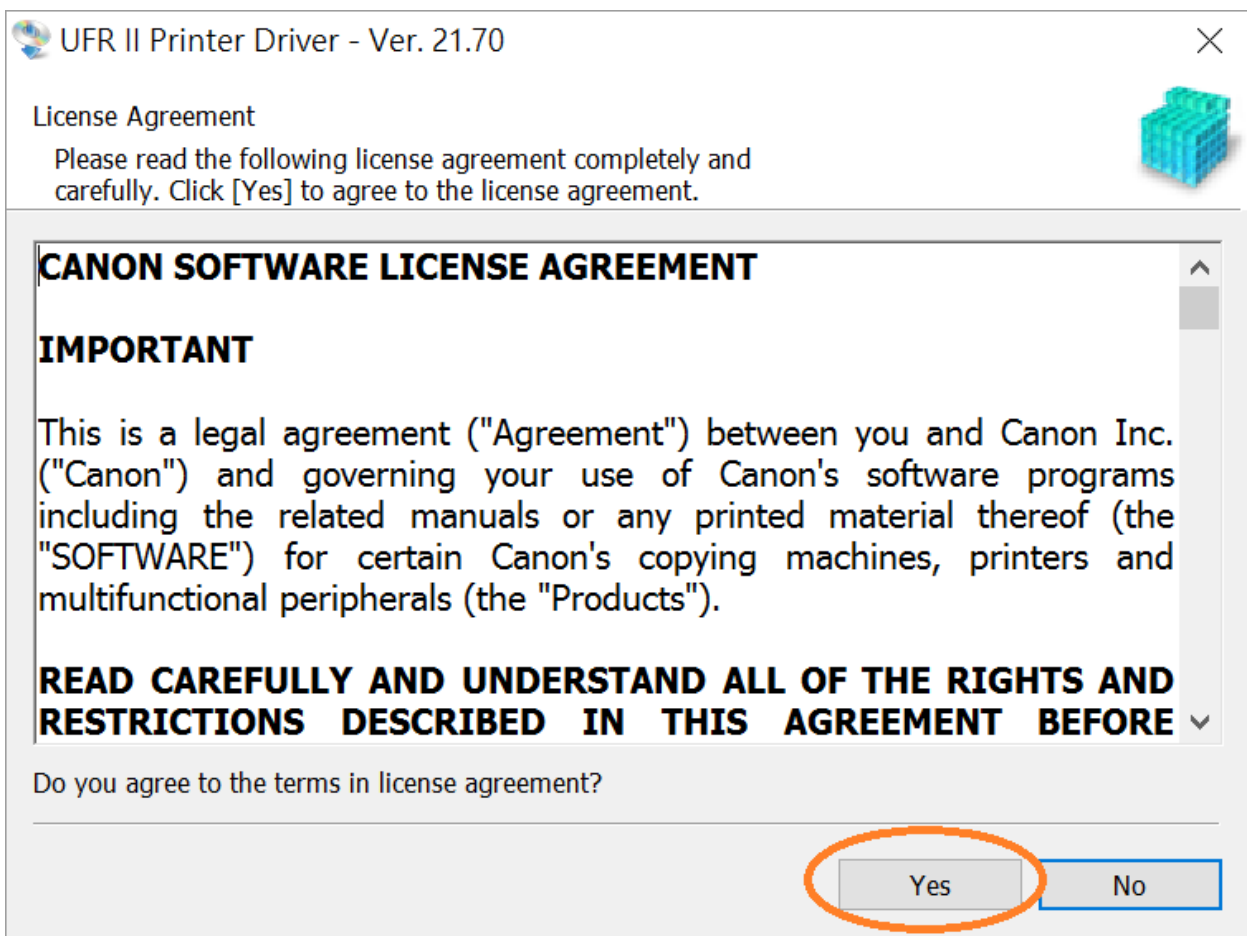 UFR II Printer Driver - Ver. 21.70
License Agreement
Please read the following license agreement completely and
carefully. Click [Yes] to agree to the license agreement.
CANON SOFTWARE LICENSE AGREEMENT
IMPORTANT
This is a legal agreement ("Agreement") between you and Canon Inc.
("Canon") and governing your use of Canon's software programs
including the related manuals or any printed material thereof (the
"SOFTWARE") for certain Canon's copying machines, printers and
multifunctional peripherals (the "Products").
READ CAREFULLY AND UNDERSTAND ALL OF THE RIGHTS AND
RESTRICTIONS DESCRIBED IN THIS AGREEMENT BEFORE
Do you agree to the terms in license agreement?
Yes No